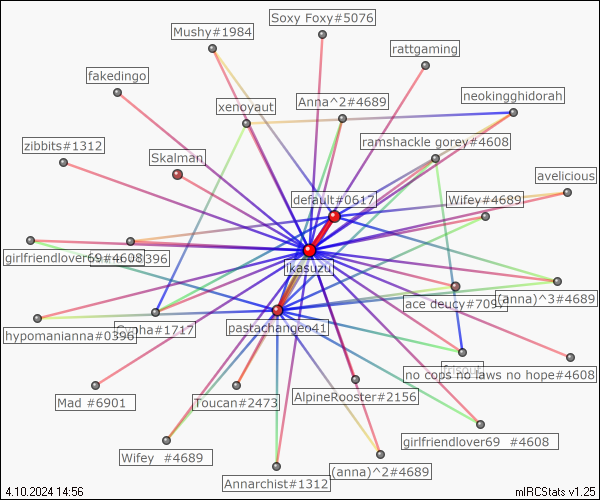 Soxy Foxy#5076
Mushy#1984
rattgaming
fakedingo
neokingghidorah
Anna^2#4689
xenoyaut
ramshackle gorey#4608
zibbits#1312
Skalman
avelicious
default#0617
Wifey#4689
girlfriendlover69#4608
ikasuzu
(anna)^3#4689
ace deucy#7097
pastachangeo41
#1717
hypomanianna#0396
no cops no laws no hope#4608
AlpineRooster#2156
Mad #6901
Toucan#2473
girlfriendlover69 #4608
Wifey #4689
(anna)^2#4689
Annarchist#1312
4.10.2024 14:56
mIRCStats v1.25